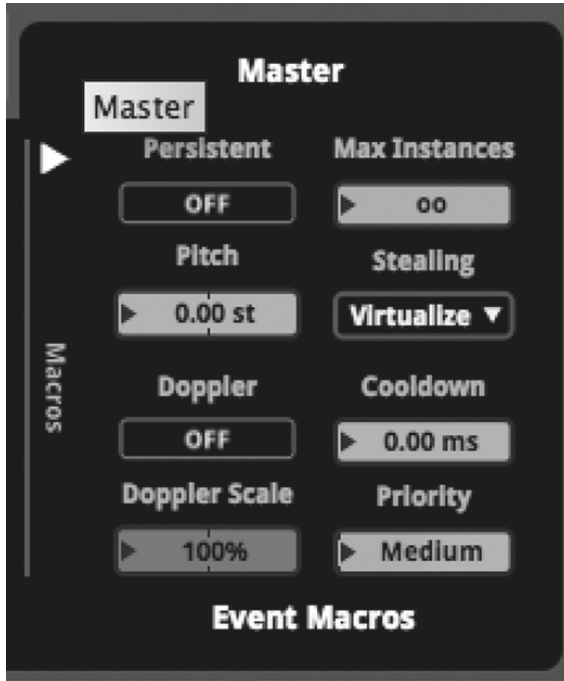 Master
Master
Persistent Max Instances
OFF oo
Pitch Stealing
0.00 st Virtualize
Macros
Doppler Cooldown
OFF 0.00 ms
Doppler Scale Priority
100% Medium
Event Macros